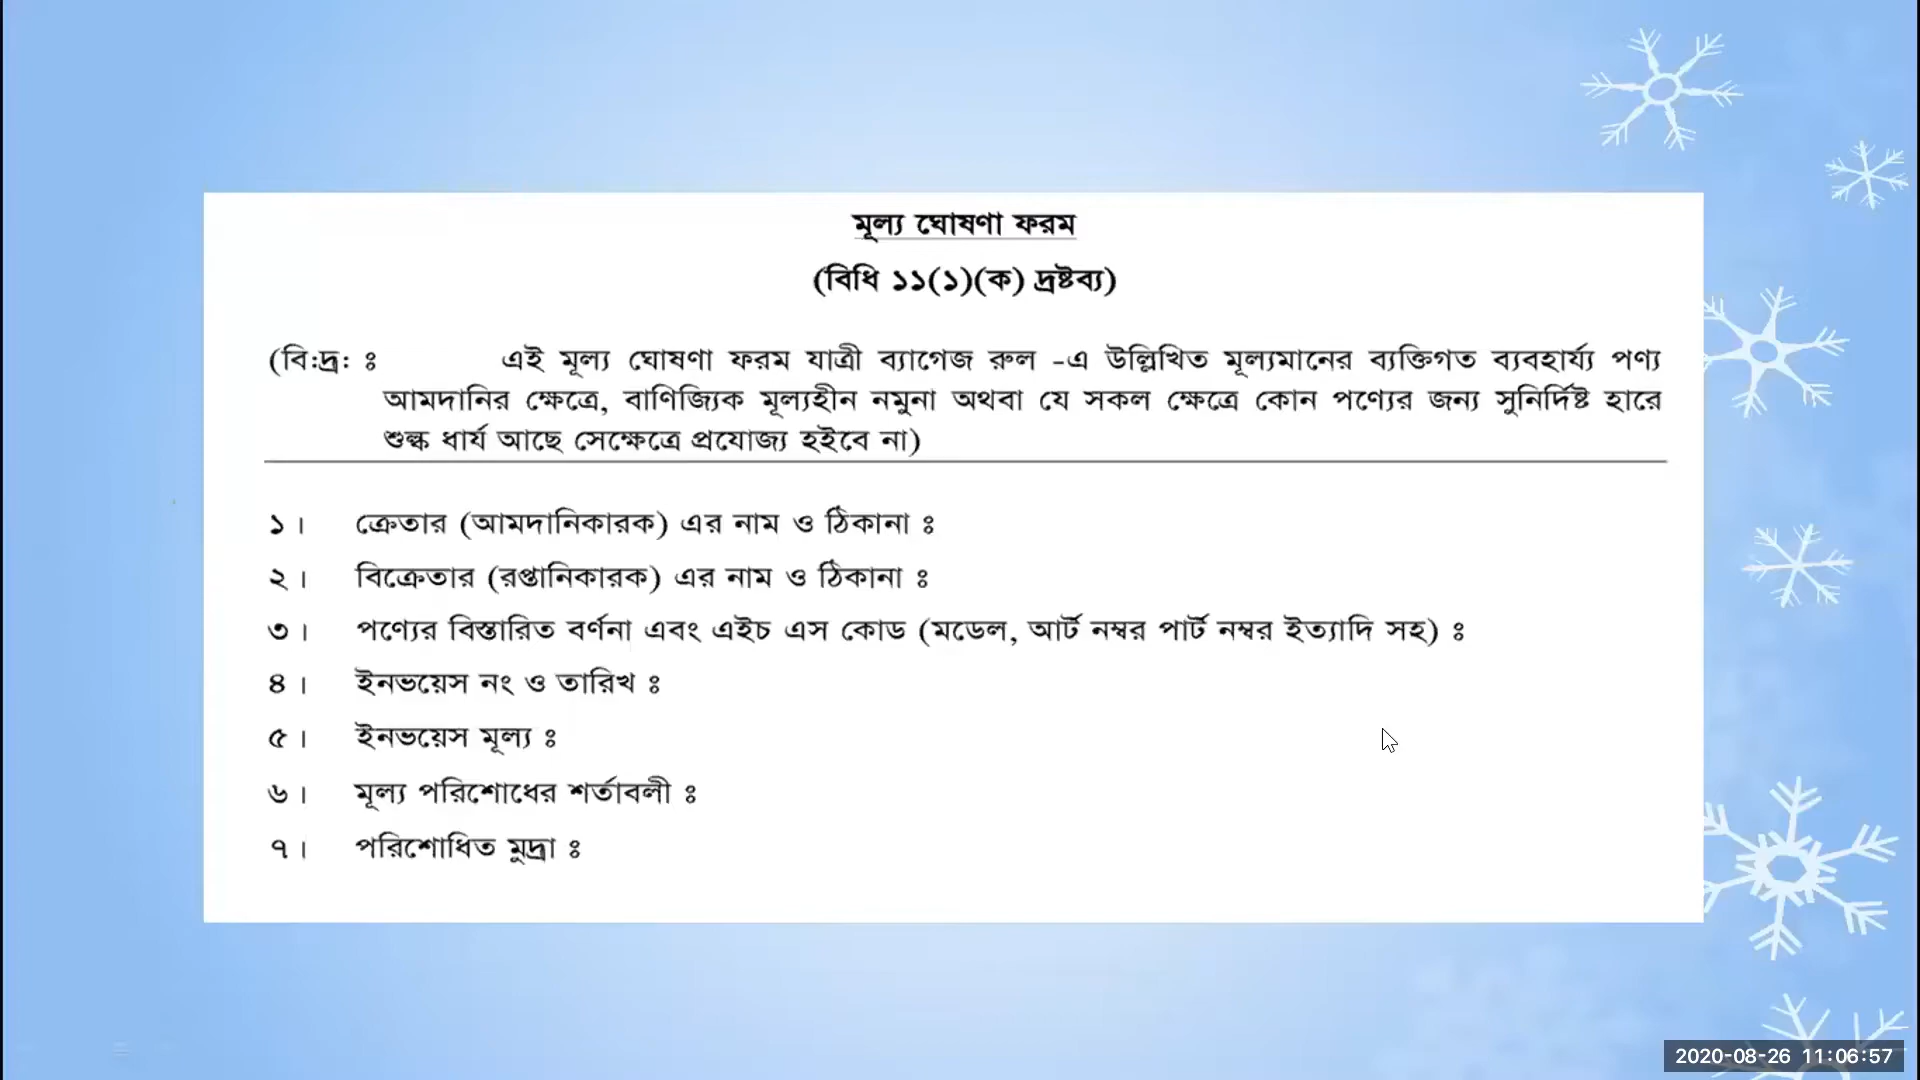 মূল্য ঘোষণা ফরম
(বিধি ১১(১)(ক) দ্রষ্টব্য)
(বি:দ্র: ঃ এই মূল্য ঘোষণা ফরম যাত্রী ব্যাগেজ রুল -এ উল্লিখিত মূল্যমানের ব্যক্তিগত ব্যবহার্য্য পণ্য
আমদানির ক্ষেত্রে, বাণিজ্যিক মূল্যহীন নমুনা অথবা যে সকল ক্ষেত্রে কোন পণ্যের জন্য সুনির্দিষ্ট হারে
শুল্ক ধার্য আছে সেক্ষেত্রে প্রযোজ্য হইবে না)
১। ক্রেতার (আমদানিকারক) এর নাম ও ঠিকানা ঃ
২। বিক্রেতার (রপ্তানিকারক) এর নাম ও ঠিকানা ঃ
৩। পণ্যের বিস্তারিত বর্ণনা এবং এইচ এস কোড (মডেল, আর্ট নম্বর পার্ট নম্বর ইত্যাদি সহ) ঃ
৪। ইনভয়েস নং ও তারিখ ঃ
৫। ইনভয়েস মূল্য ঃ
৬। মূল্য পরিশোধের শর্তাবলী ঃ
৭। পরিশোধিত মুদ্রা ঃ
2020-08-26 11:06:57